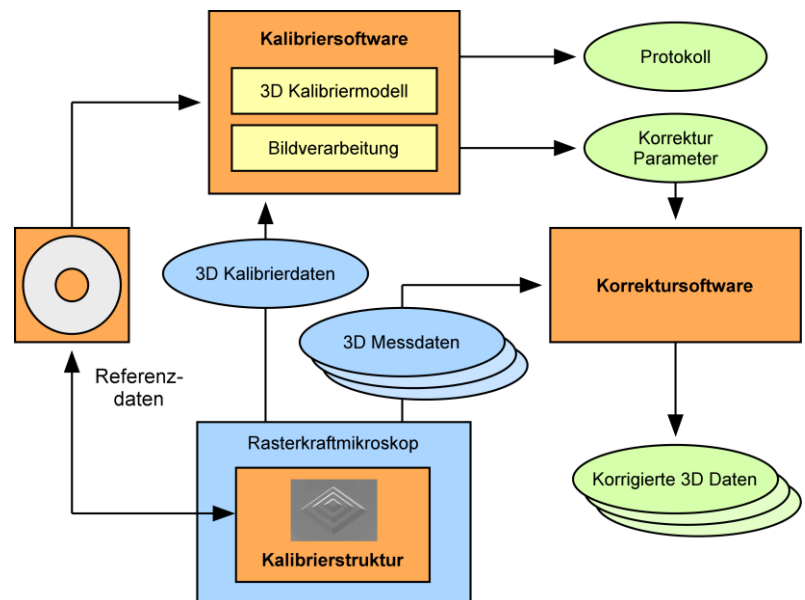 Kalibriersoftware
3D Kalibriermodell
Bildverarbeitung
Protokoll
Korrektur
Parameter
3D Kalibrierdaten
Korrektursoftware
3D Messdaten
Referenz-
daten
Rasterkraftmikroskop
Kalibrierstruktur
Korrigierte 3D Daten